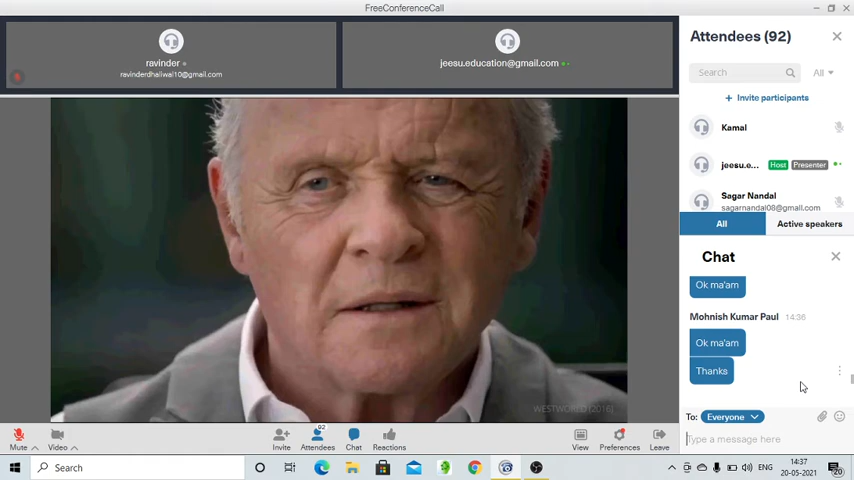 FreeConferenceCall
ravinder
ravinderdhaliwal10@gmail.com
jeesu.education@gmail.com
WESTWORLD (2016)
Attendees (92)
Search
All
+ Invite participants
Kamal
jeesu.e... Host Presenter
Sagar Nandal
sagarnandal08@gmail.com
All Active speakers
Chat
Ok ma'am
Mohnish Kumar Paul 14:36
Ok ma'am
Thanks
To: Everyone
Type a message here
Mute Video Invite 92 Attendees Chat Reactions View Preferences Leave
Search
ENG 14:37
20-05-2021
20